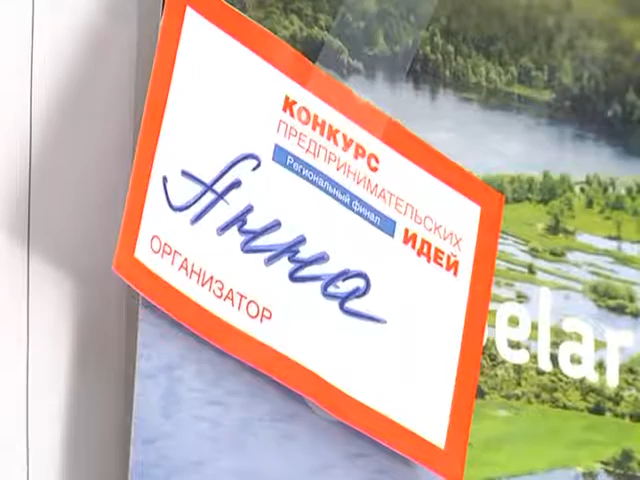 КОНКУРС
ПРЕДПРИНИМАТЕЛЬСКИХ
Региональный финал
ИДЕЙ
Анна
ОРГАНИЗАТОР
elar